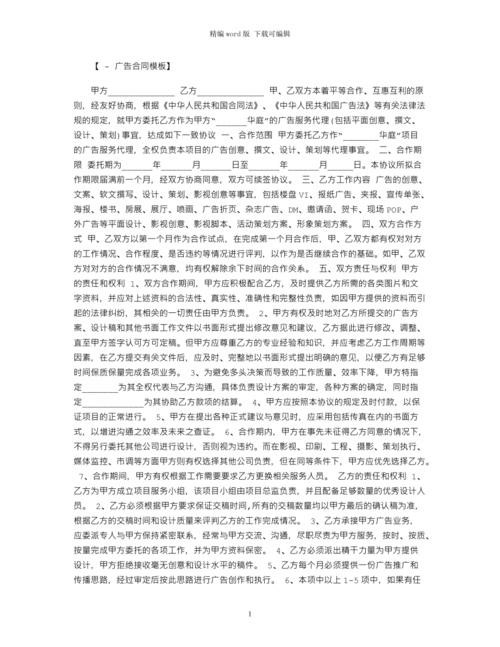 精编word版 下载可编辑
【 - 广告合同模板】
甲方_____________ 乙方_____________ 甲、乙双方本着平等合作、互惠互利的原
则，经友好协商，根据《中华人民共和国合同法》、《中华人民共和国广告法》等有关法律法
规的规定，就甲方委托乙方作为甲方"______华庭"的广告服务代理(包括平面创意、撰文、
设计、策划)事宜，达成如下一致协议 一、合作范围 甲方委托乙方作"_______华庭"项目
的广告服务代理，全权负责本项目的广告创意、撰文、设计、策划等代理事宜。 二、合作期
限 委托期为______年______月______日至______年______月______日。本协议所拟合
作期限届满前一个月，经双方协商同意，双方可续签协议。 三、乙方工作内容 广告的创意、
文案、软文撰写、设计、策划、影视创意等事宜，包括楼盘VI、报纸广告、夹报、宣传单张、
海报、楼书、房展、展厅、喷画、广告折页、杂志广告、DM、邀请函、贺卡、现场POP、户
外广告等平面设计、影视创意、影视脚本、活动策划方案、形象策划方案。 四、双方合作方
式 甲、乙双方以第一个月作为合作试点，在完成第一个月合作后，甲、乙双方都有权对对方
的工作情况、合作程度、是否违约等情况进行评判，以作为是否继续合作的基础。如甲、乙双
方对对方的合作情况不满意，均有权解除余下时间的合作关系。 五、双方责任与权利 甲方
的责任和权利 1、双方合作期间，甲方应积极配合乙方，及时提供乙方所需的各类图片和文
字资料，并应对上述资料的合法性、真实性、准确性和完整性负责，如因甲方提供的资料而引
起的法律纠纷，其相关的一切责任由甲方负责。 2、甲方有权及时地对乙方所提交的广告方
案、设计稿和其他书面工作文件以书面形式提出修改意见和建议，乙方据此进行修改、调整、
直至甲方签字认可方可定稿。但甲方应尊重乙方的专业经验和知识，并应考虑乙方工作周期等
因素，在乙方提交有关文件后，应及时、完整地以书面形式提出明确的意见，以使乙方有足够
时间保质保量完成各项业务。 3、为避免多头决策而导致的工作质量、效率下降，甲方特指
定_______为其全权代表与乙方沟通，具体负责设计方案的审定，各种方案的确定，同时指
定____________为其协助乙方款项的结算。 4、甲方应按照本协议的规定及时付款，以保
证项目的正常进行。 5、甲方在提出各种正式建议与意见时，应采用包括传真在内的书面方
式，以增进沟通之效率及未来之查证。 6、合作期内，甲方在事先未征得乙方同意的情况下，
不得另行委托其他公司进行设计，否则视为违约。而在影视、印刷、工程、摄影、策划执行、
媒体监控、市调等方面甲方则有权选择其他公司负责，但在同等条件下，甲方应优先选择乙方。
7、合作期间，甲方有权根据工作需要要求乙方更换相关服务人员。 乙方的责任和权利 1、
乙方为甲方成立项目服务小组，该项目小组由项目总监负责，并且配备足够数量的优秀设计人
员。 2、乙方必须根据甲方要求保证交稿时间,所有的交稿数量均以甲方最后的确认稿为准，
根据乙方的交稿时间和设计质量来评判乙方的工作完成情况。 3、乙方承接甲方广告业务，
应委派专人与甲方保持紧密联系，经常与甲方交流、沟通，尽职尽责为甲方服务，按时、按质、
按量完成甲方委托的各项工作，并为甲方资料保密。 4、乙方必须派出精干力量为甲方提供
设计，甲方拒绝接收毫无创意和设计水平的稿件。 5、乙方每个月必须提供一份广告推广和
传播思路，经过审定后按此思路进行广告创作和执行。 6、本项中以上1-5项中，如果有任
1